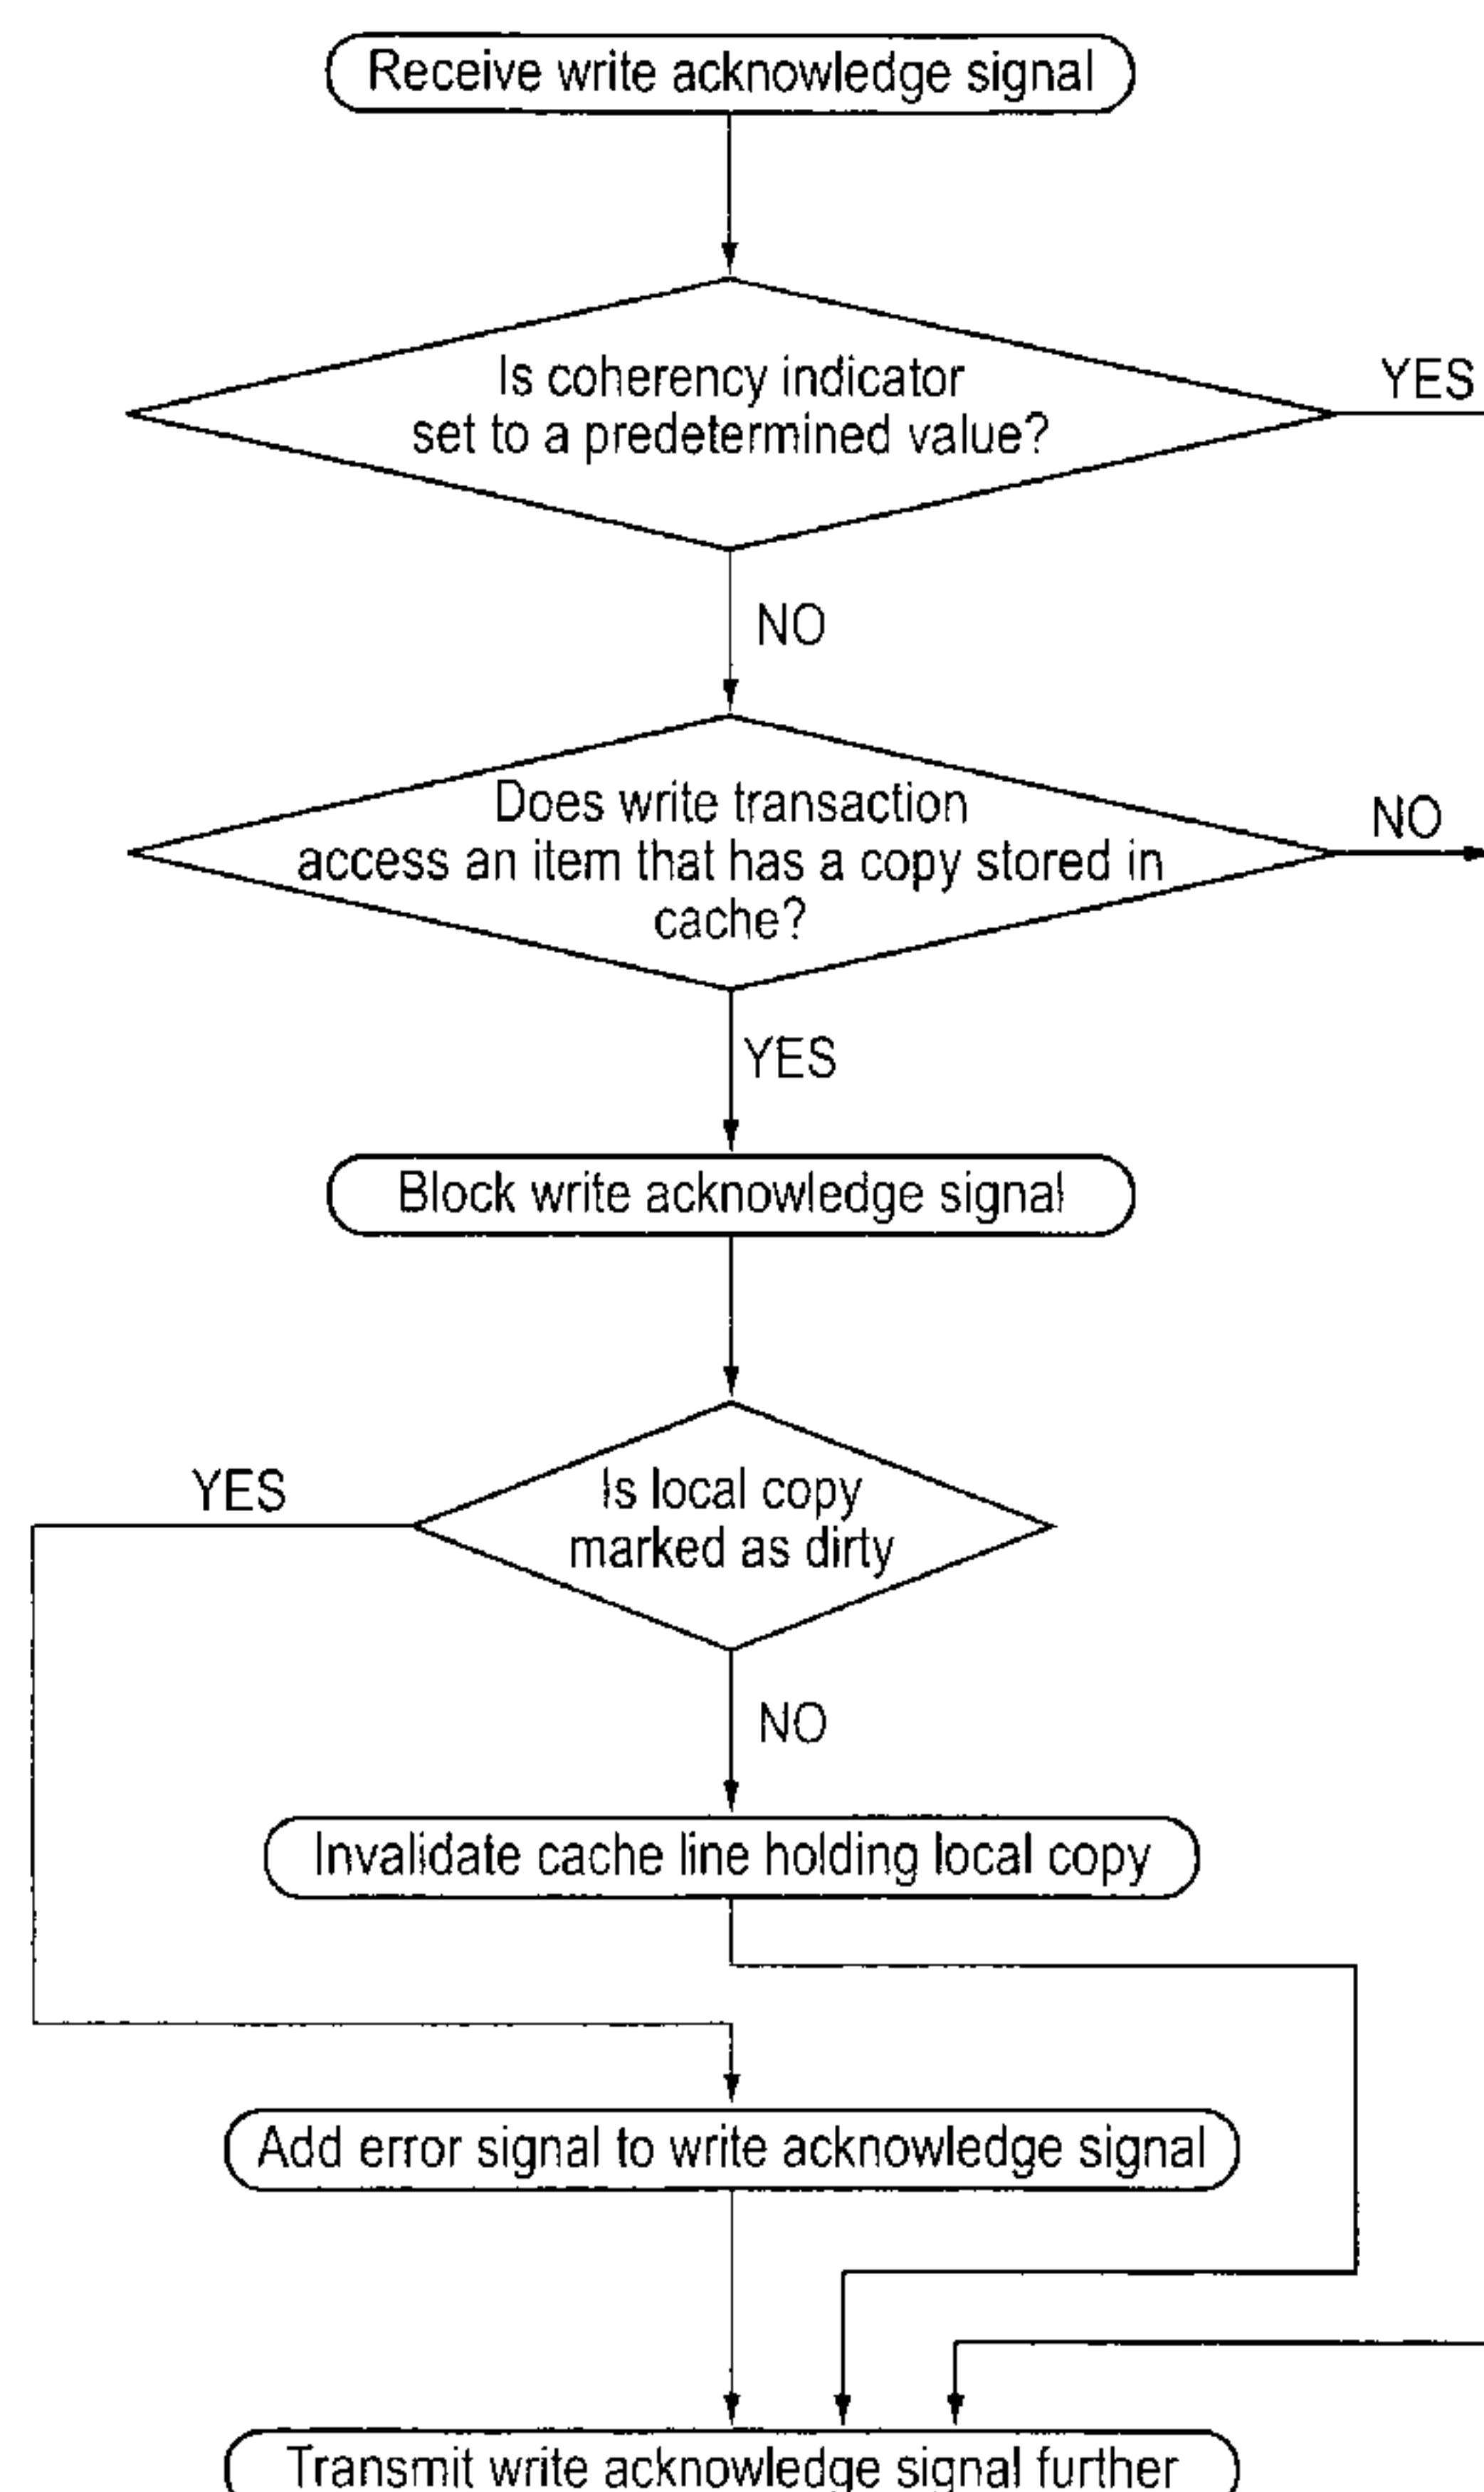 Receive write acknowledge signal
Is coherency indicator
set to a predetermined value?
YES
NO
Does write transaction
access an item that has a copy stored in
cache?
NO
YES
Block write acknowledge signal
Is local copy
marked as dirty
YES
NO
Invalidate cache line holding local copy
Add error signal to write acknowledge signal
Transmit write acknowledge signal further